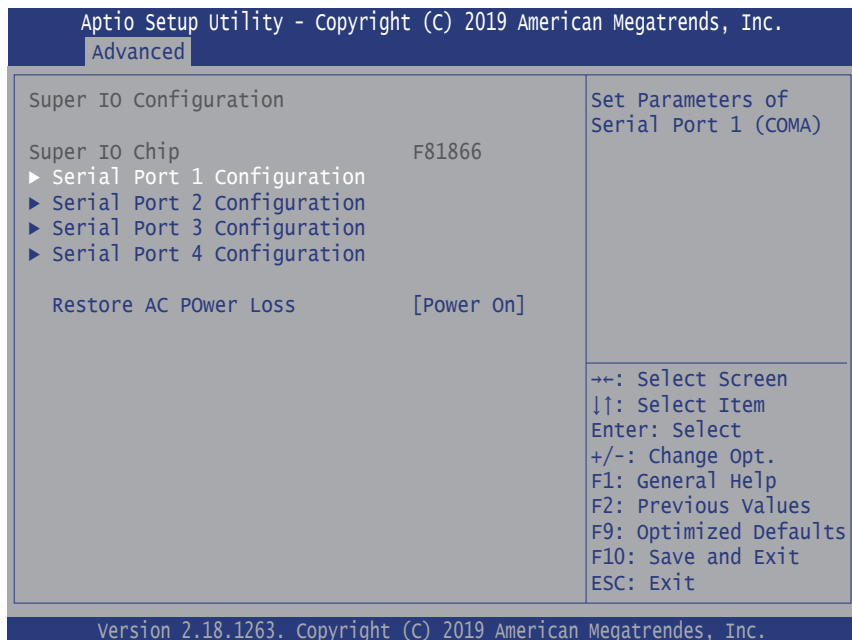 Aptio Setup Utility - Copyright (C) 2019 American Megatrends, Inc.
Advanced
Super IO Configuration
Super IO Chip F81866
▶ Serial Port 1 Configuration
▶ Serial Port 2 Configuration
▶ Serial Port 3 Configuration
▶ Serial Port 4 Configuration
Restore AC POwer Loss [Power On]
Set Parameters of
Serial Port 1 (COMA)
→←: Select Screen
↓↑: Select Item
Enter: Select
+/-: Change Opt.
F1: General Help
F2: Previous Values
F9: Optimized Defaults
F10: Save and Exit
ESC: Exit
Version 2.18.1263. Copyright (C) 2019 American Megatrendes, Inc.